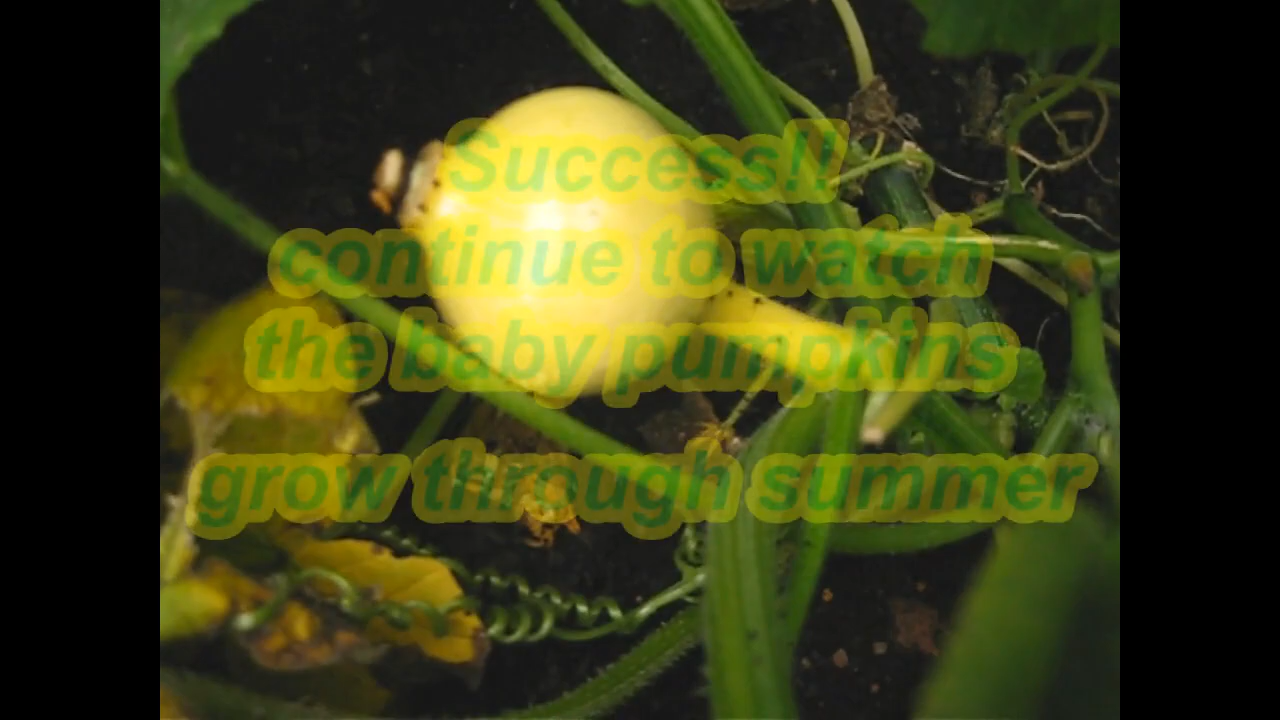 Success!!
continue to watch
the baby pumpkins
grow through summer